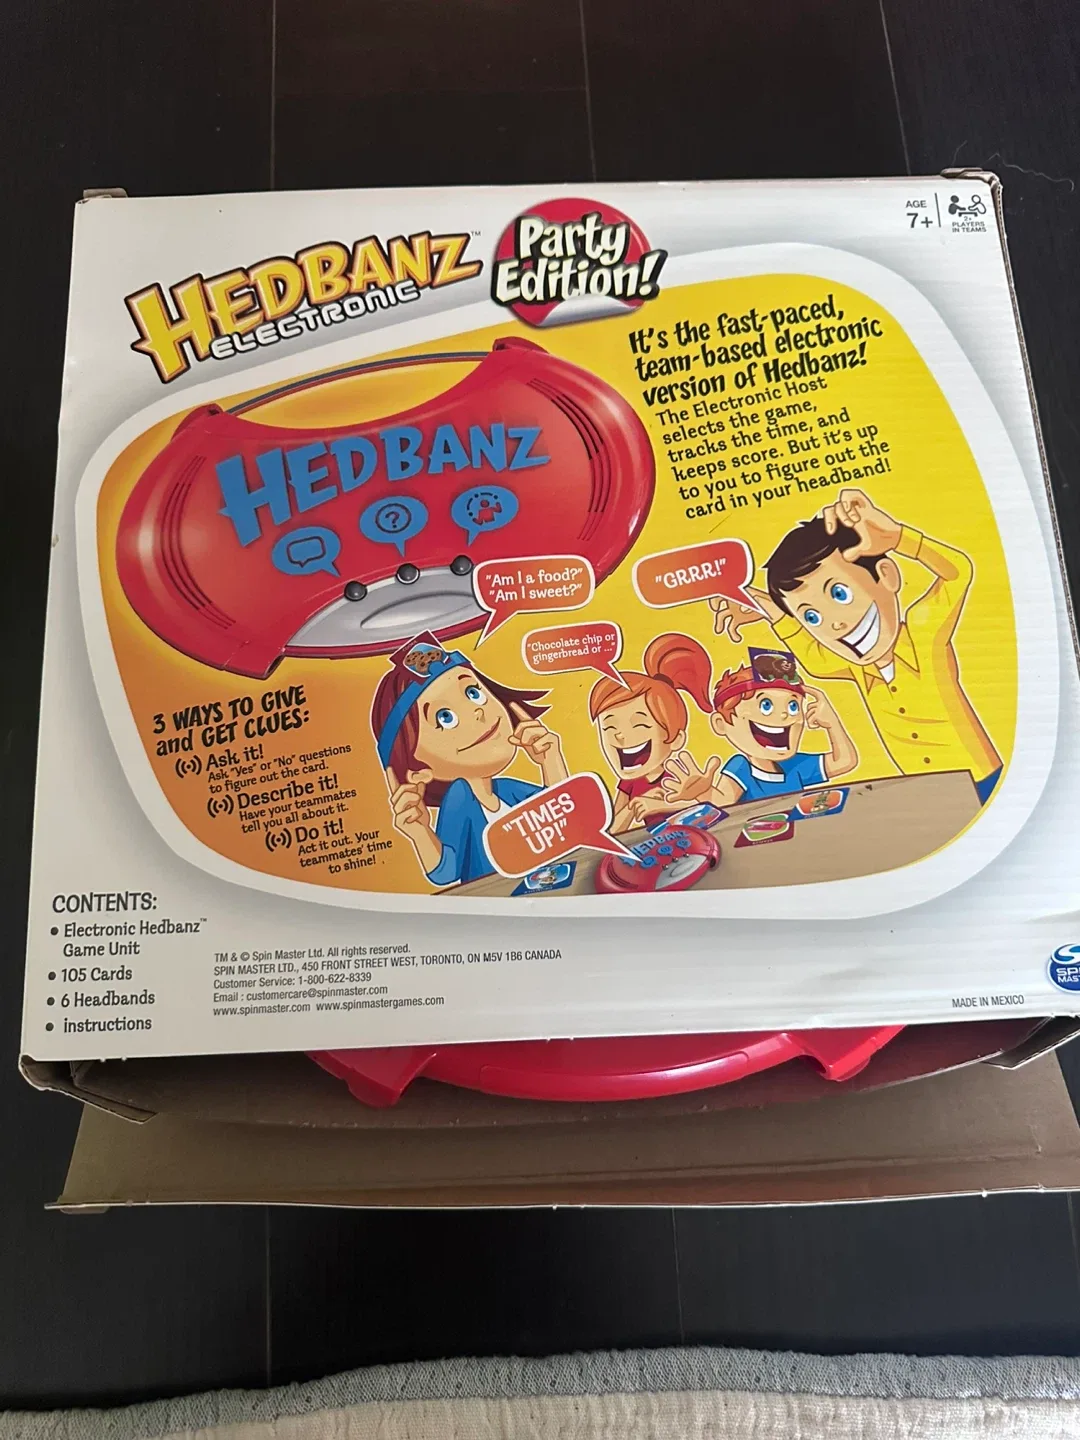 HEDBANZ™
ELECTRONIC
Party
Edition!
AGE
7+
2+
PLAYERS
IN TEAMS
It's the fast-paced,
team-based electronic
version of Hedbanz!
The Electronic Host
selects the game,
tracks the time, and
keeps score. But it's up
to you to figure out the
card in your headband!
HEDBANZ
?
"Am I a food?"
"Am I sweet?"
"GRRR!"
"Chocolate chip or
gingerbread or ..."
3 WAYS TO GIVE
and GET CLUES:
Ask it!
Ask "Yes" or "No" questions
to figure out the card.
Describe it!
Have your teammates
tell you all about it.
Do it!
Act it out. Your
teammates' time
to shine!
"TIMES
UP!"
HEDBANZ
CONTENTS:
• Electronic Hedbanz™
Game Unit
• 105 Cards
• 6 Headbands
• instructions
TM & © Spin Master Ltd. All rights reserved.
SPIN MASTER LTD., 450 FRONT STREET WEST, TORONTO, ON M5V 1B6 CANADA
Customer Service: 1-800-622-8339
Email : customercare@spinmaster.com
www.spinmaster.com www.spinmastergames.com
MADE IN MEXICO
SPI
MAS